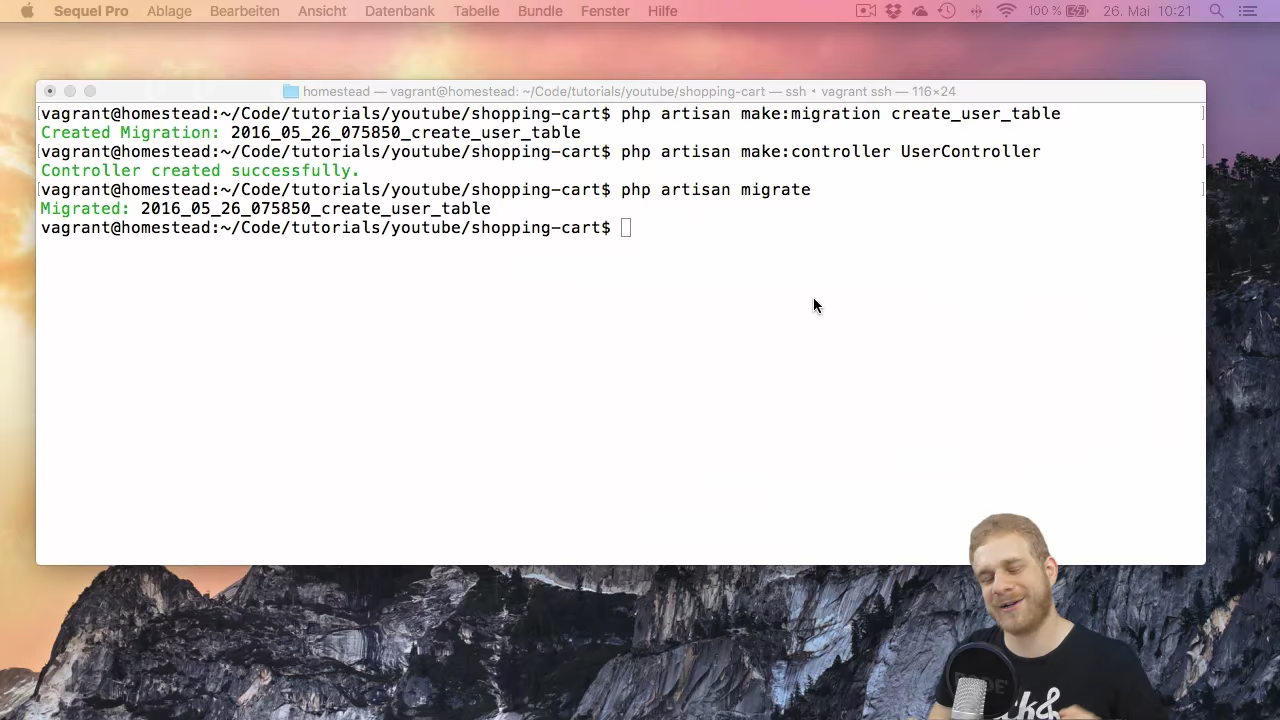 Sequel Pro Ablage Bearbeiten Ansicht Datenbank Tabelle Bundle Fenster Hilfe 100 % 26. Mai 10:21
homestead — vagrant@homestead: ~/Code/tutorials/youtube/shopping-cart — ssh • vagrant ssh — 116×24
[vagrant@homestead:~/Code/tutorials/youtube/shopping-cart$ php artisan make:migration create_user_table ]
Created Migration: 2016_05_26_075850_create_user_table
[vagrant@homestead:~/Code/tutorials/youtube/shopping-cart$ php artisan make:controller UserController ]
Controller created successfully.
[vagrant@homestead:~/Code/tutorials/youtube/shopping-cart$ php artisan migrate ]
Migrated: 2016_05_26_075850_create_user_table
vagrant@homestead:~/Code/tutorials/youtube/shopping-cart$